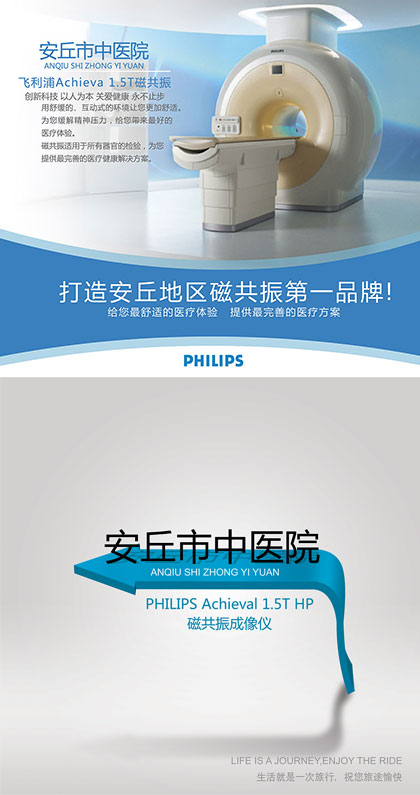 PHILIPS
安丘市中医院
ANQIU SHI ZHONG YI YUAN
飞利浦Achieva 1.5T磁共振
创新科技 以人为本 关爱健康 永不止步
用舒缓的、互动式的环境让您更加舒适。
为您缓解精神压力，给您带来最好的
医疗体验。
磁共振适用于所有器官的检验，为您
提供最完善的医疗健康解决方案。
打造安丘地区磁共振第一品牌!
给您最舒适的医疗体验 提供最完善的医疗方案
PHILIPS
安丘市中医院
ANQIU SHI ZHONG YI YUAN
PHILIPS Achieval 1.5T HP
磁共振成像仪
LIFE IS A JOURNEY,ENJOY THE RIDE
生活就是一次旅行，祝您旅途愉快